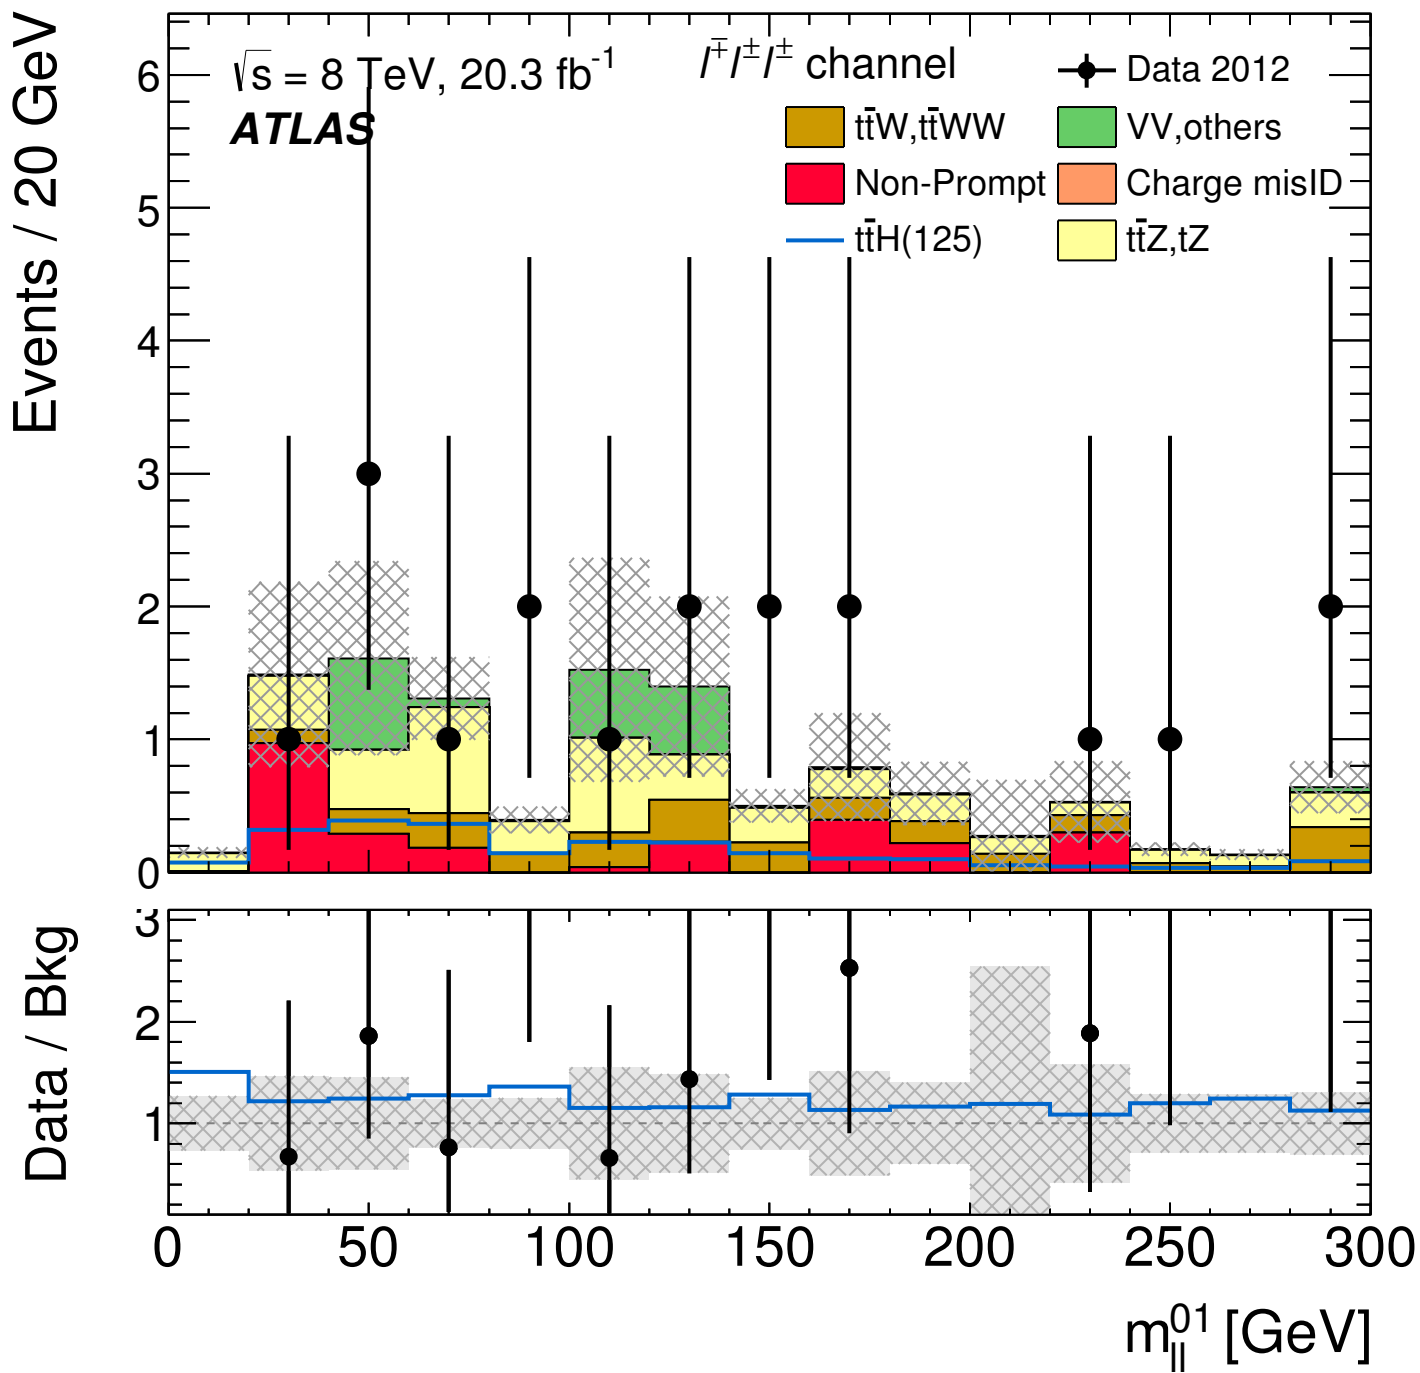 Events / 20 GeV
√s = 8 TeV, 20.3 fb⁻¹
ATLAS
l∓l±l± channel
Data 2012
tt̄W,tt̄WW
VV,others
Non-Prompt
Charge misID
tt̄H(125)
tt̄Z,tZ
6
5
4
3
2
1
0
Data / Bkg
3
2
1
0 50 100 150 200 250 300
m_ll^01 [GeV]